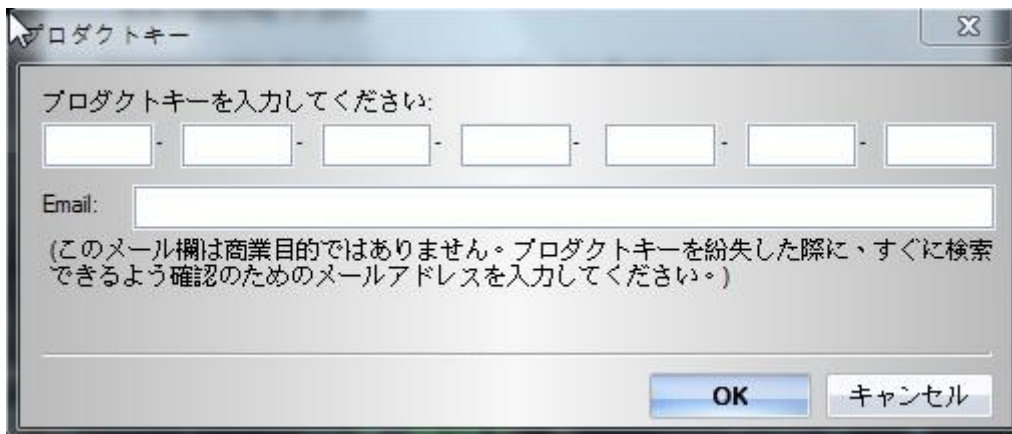 プロダクトキー
プロダクトキーを入力してください:
- - - - - -
Email:
(このメール欄は商業目的ではありません。プロダクトキーを紛失した際に、すぐに検索
できるよう確認のためのメールアドレスを入力してください。)
OK キャンセル